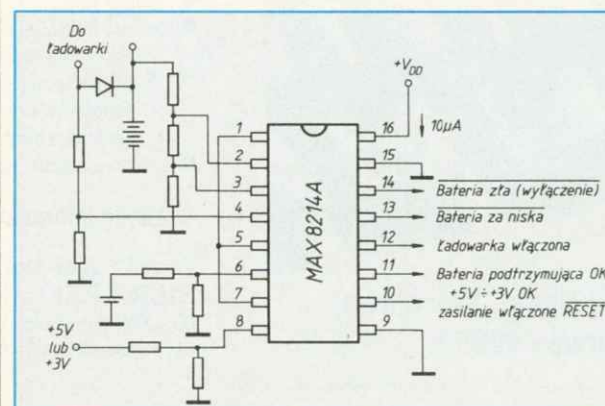 Do
ładowarki
+V_DD
10µA
1
2
3
4
5
6
7
8
MAX8214A
16
15
14
13
12
11
10
9
Bateria zła (wyłączenie)
Bateria za niska
Ładowarka włączona
Bateria podtrzymująca OK
+5V ÷ +3V OK
zasilanie włączone RESET
+5V
lub
+3V